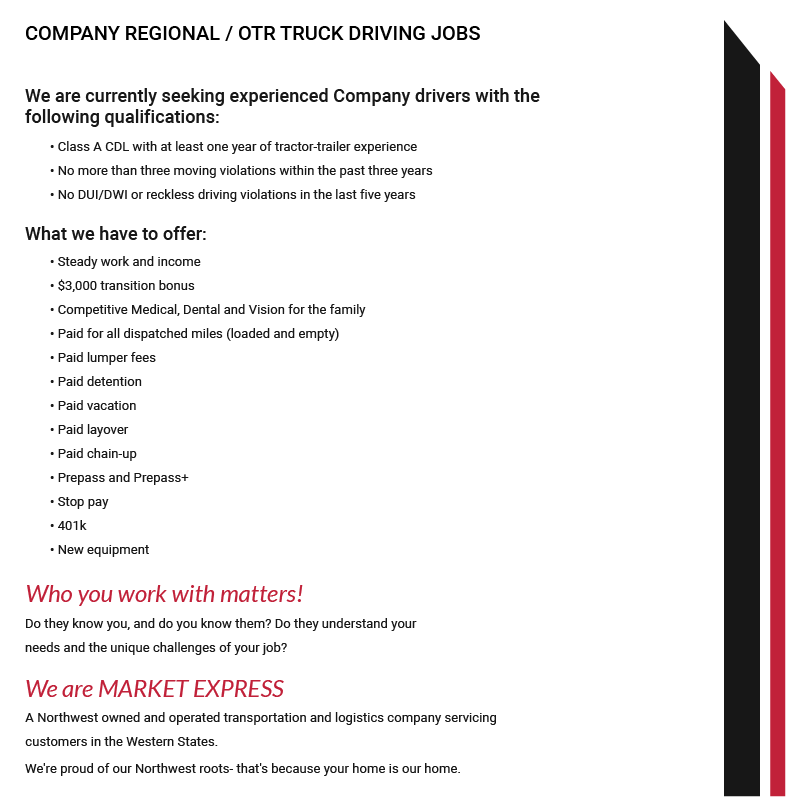 COMPANY REGIONAL / OTR TRUCK DRIVING JOBS
We are currently seeking experienced Company drivers with the
following qualifications:
• Class A CDL with at least one year of tractor-trailer experience
• No more than three moving violations within the past three years
• No DUI/DWI or reckless driving violations in the last five years
What we have to offer:
• Steady work and income
• $3,000 transition bonus
• Competitive Medical, Dental and Vision for the family
• Paid for all dispatched miles (loaded and empty)
• Paid lumper fees
• Paid detention
• Paid vacation
• Paid layover
• Paid chain-up
• Prepass and Prepass+
• Stop pay
• 401k
• New equipment
Who you work with matters!
Do they know you, and do you know them? Do they understand your
needs and the unique challenges of your job?
We are MARKET EXPRESS
A Northwest owned and operated transportation and logistics company servicing
customers in the Western States.
We're proud of our Northwest roots- that's because your home is our home.